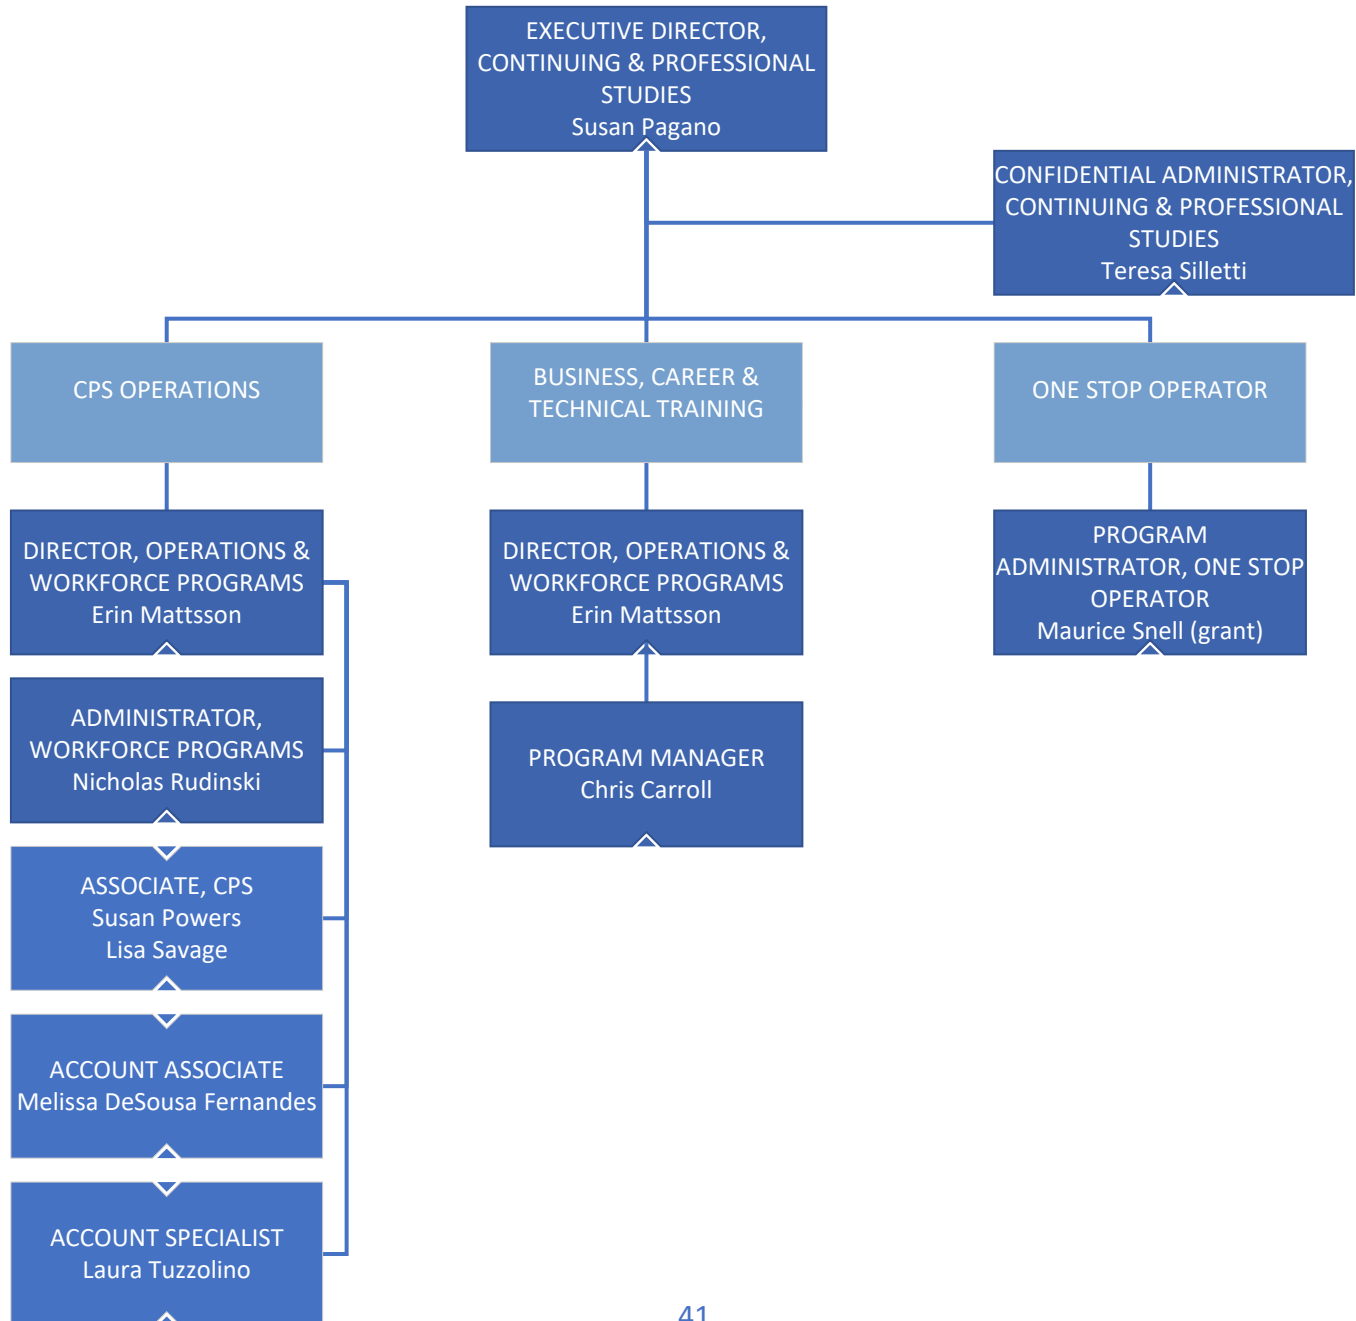 EXECUTIVE DIRECTOR,
CONTINUING & PROFESSIONAL
STUDIES
Susan Pagano
CONFIDENTIAL ADMINISTRATOR,
CONTINUING & PROFESSIONAL
STUDIES
Teresa Silletti
CPS OPERATIONS
BUSINESS, CAREER &
TECHNICAL TRAINING
ONE STOP OPERATOR
DIRECTOR, OPERATIONS &
WORKFORCE PROGRAMS
Erin Mattsson
DIRECTOR, OPERATIONS &
WORKFORCE PROGRAMS
Erin Mattsson
PROGRAM
ADMINISTRATOR, ONE STOP
OPERATOR
Maurice Snell (grant)
ADMINISTRATOR,
WORKFORCE PROGRAMS
Nicholas Rudinski
PROGRAM MANAGER
Chris Carroll
ASSOCIATE, CPS
Susan Powers
Lisa Savage
ACCOUNT ASSOCIATE
Melissa DeSousa Fernandes
ACCOUNT SPECIALIST
Laura Tuzzolino
41